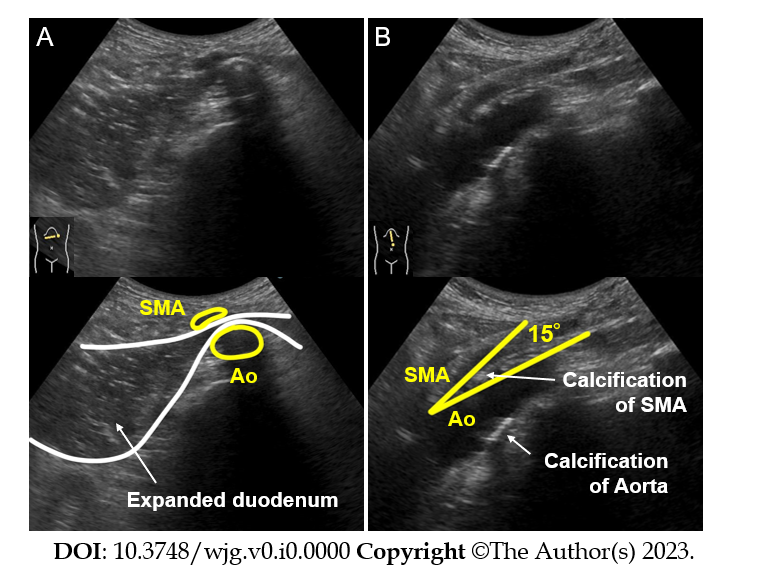 A
B
SMA
Ao
Expanded duodenum
15°
SMA
Ao
Calcification
of SMA
Calcification
of Aorta
DOI: 10.3748/wjg.v0.i0.0000 Copyright ©The Author(s) 2023.